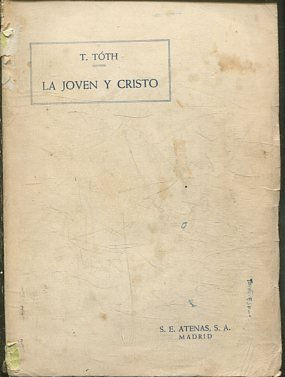 T. TÓTH
LA JOVEN Y CRISTO
S. E. ATENAS, S. A.
MADRID